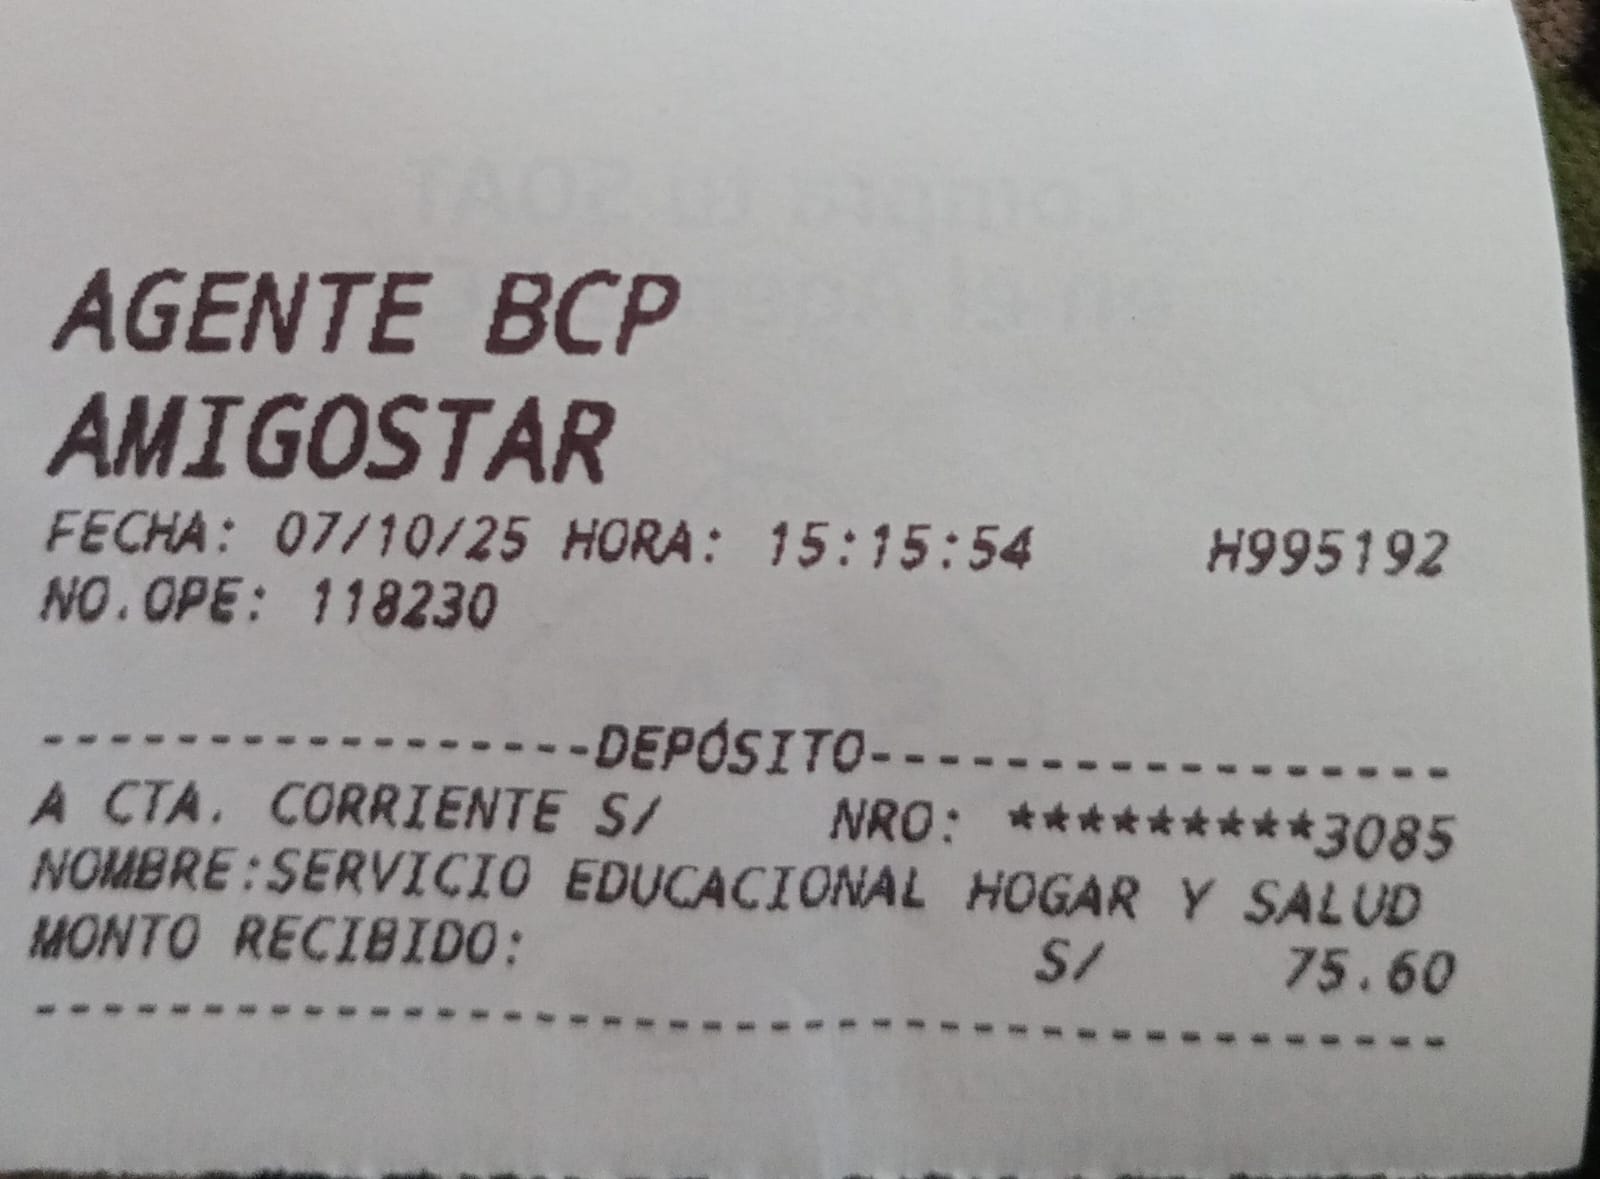 AGENTE BCP
AMIGOSTAR
FECHA: 07/10/25 HORA: 15:15:54 H995192
NO.OPE: 118230
------------------DEPÓSITO-----------------
A CTA. CORRIENTE S/ NRO: *********3085
NOMBRE:SERVICIO EDUCACIONAL HOGAR Y SALUD
MONTO RECIBIDO: S/ 75.60
-------------------------------------------